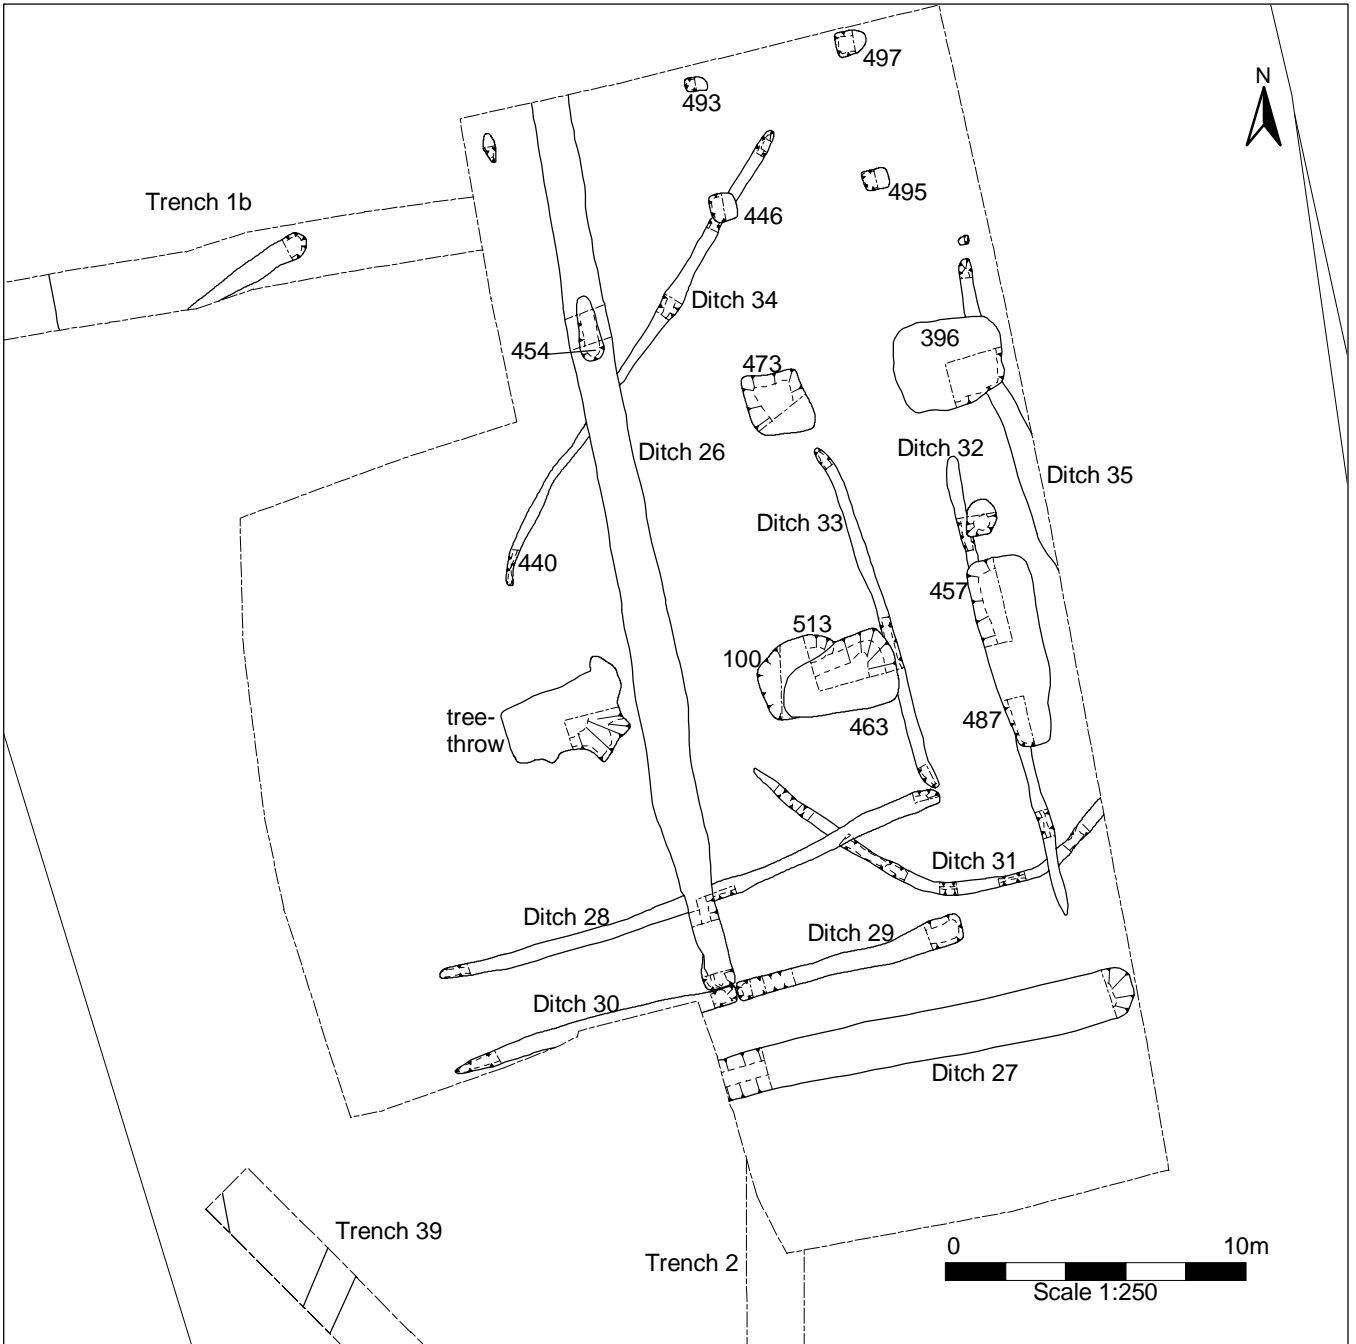 497
N
493
Trench 1b
495
446
Ditch 34
396
454
473
Ditch 26
Ditch 32
Ditch 35
Ditch 33
440
457
513
100
tree-
throw
463
487
Ditch 31
Ditch 28
Ditch 29
Ditch 30
Ditch 27
Trench 39
0 10m
Trench 2
Scale 1:250